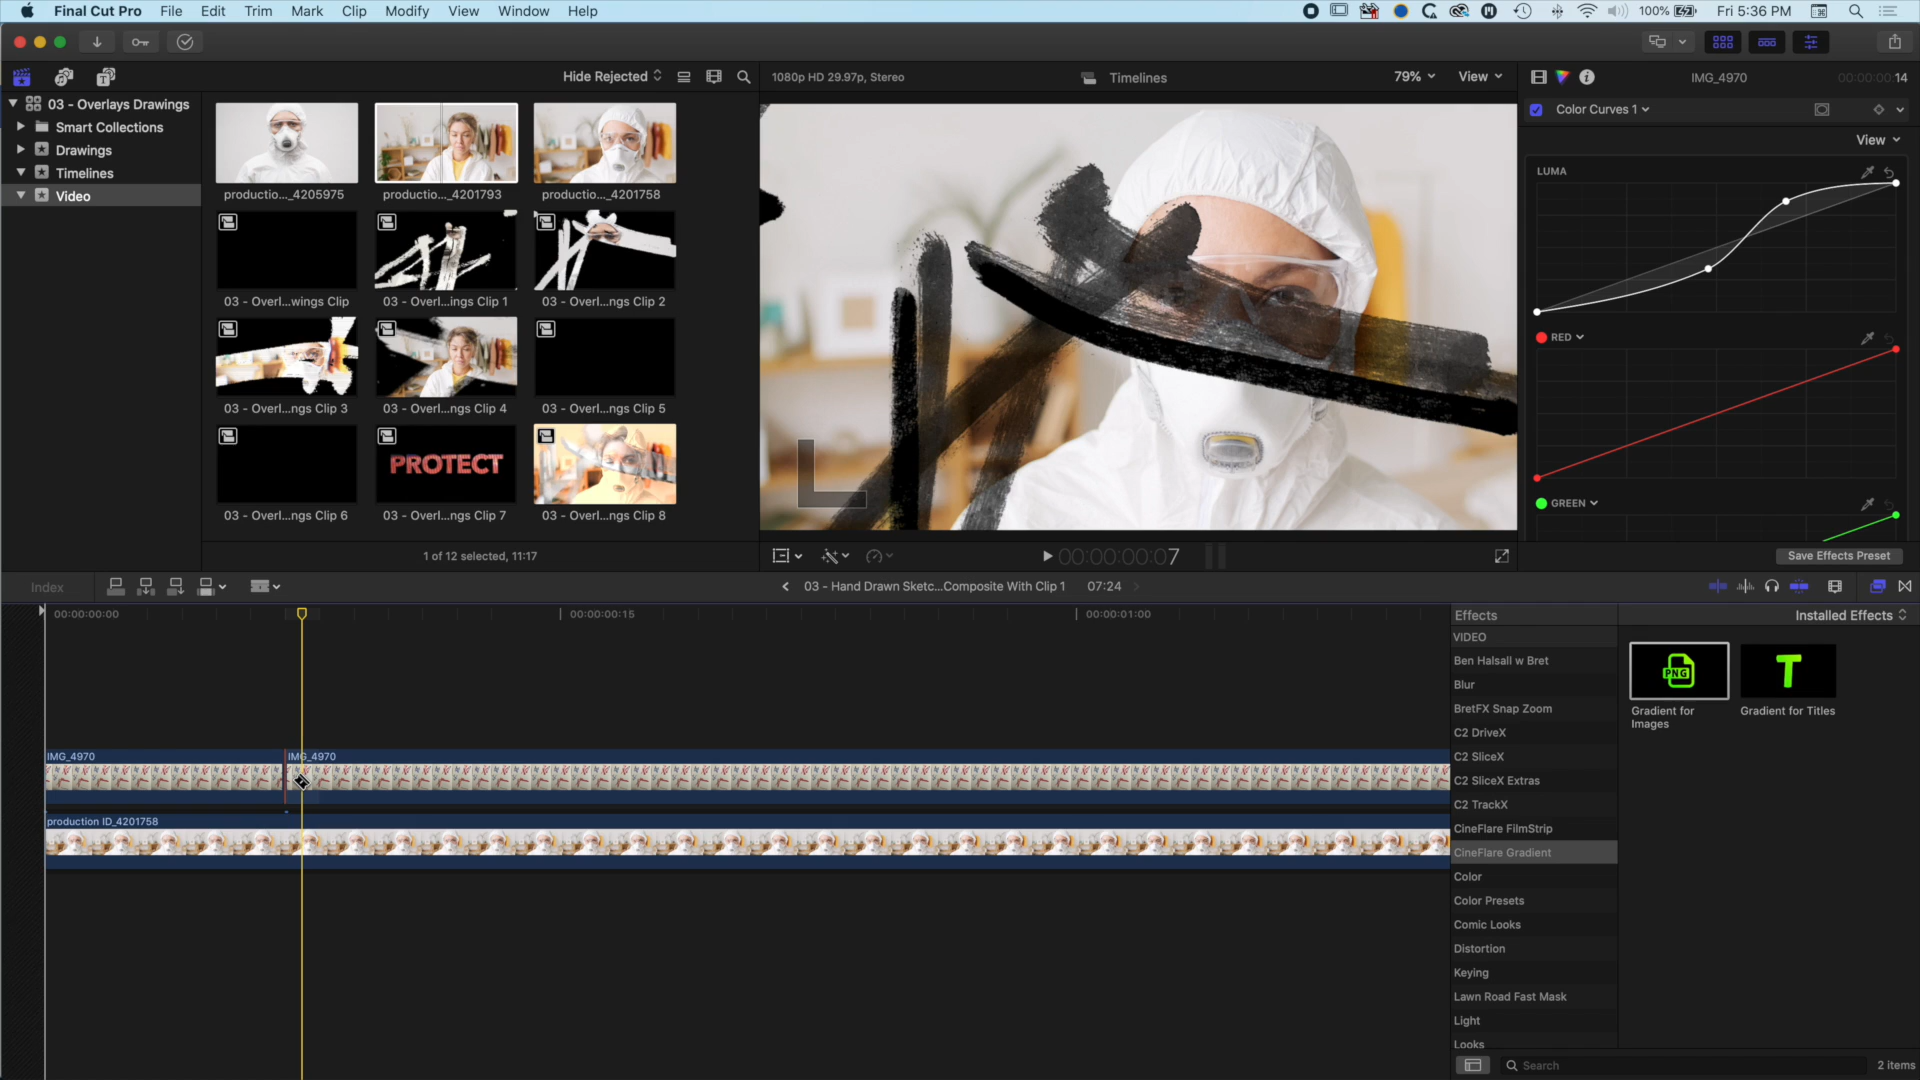 Final Cut Pro File Edit Trim Mark Clip Modify View Window Help 100% Fri 5:36 PM
Hide Rejected 1080p HD 29.97p, Stereo Timelines 79% View IMG_4970 00:00:00:14
03 - Overlays Drawings
Smart Collections
Drawings
Timelines
Video
productio..._4205975 productio..._4201793 productio..._4201758
03 - Overl...wings Clip 03 - Overl...ings Clip 1 03 - Overl...ngs Clip 2
03 - Overl...ngs Clip 3 03 - Overl...ngs Clip 4 03 - Overl...ngs Clip 5
PROTECT
03 - Overl...ngs Clip 6 03 - Overl...ngs Clip 7 03 - Overl...ngs Clip 8
1 of 12 selected, 11:17
00:00:00:07
Color Curves 1
View
LUMA
RED
GREEN
Save Effects Preset
Index 03 - Hand Drawn Sketc...Composite With Clip 1 07:24
00:00:00:00 00:00:00:15 00:00:01:00
IMG_4970 IMG_4970
production ID_4201758
Effects Installed Effects
VIDEO
Ben Halsall w Bret
Blur
BretFX Snap Zoom
C2 DriveX
C2 SliceX
C2 SliceX Extras
C2 TrackX
CineFlare FilmStrip
CineFlare Gradient
Color
Color Presets
Comic Looks
Distortion
Keying
Lawn Road Fast Mask
Light
Looks
PNG T
Gradient for
Images
Gradient for Titles
Search 2 items